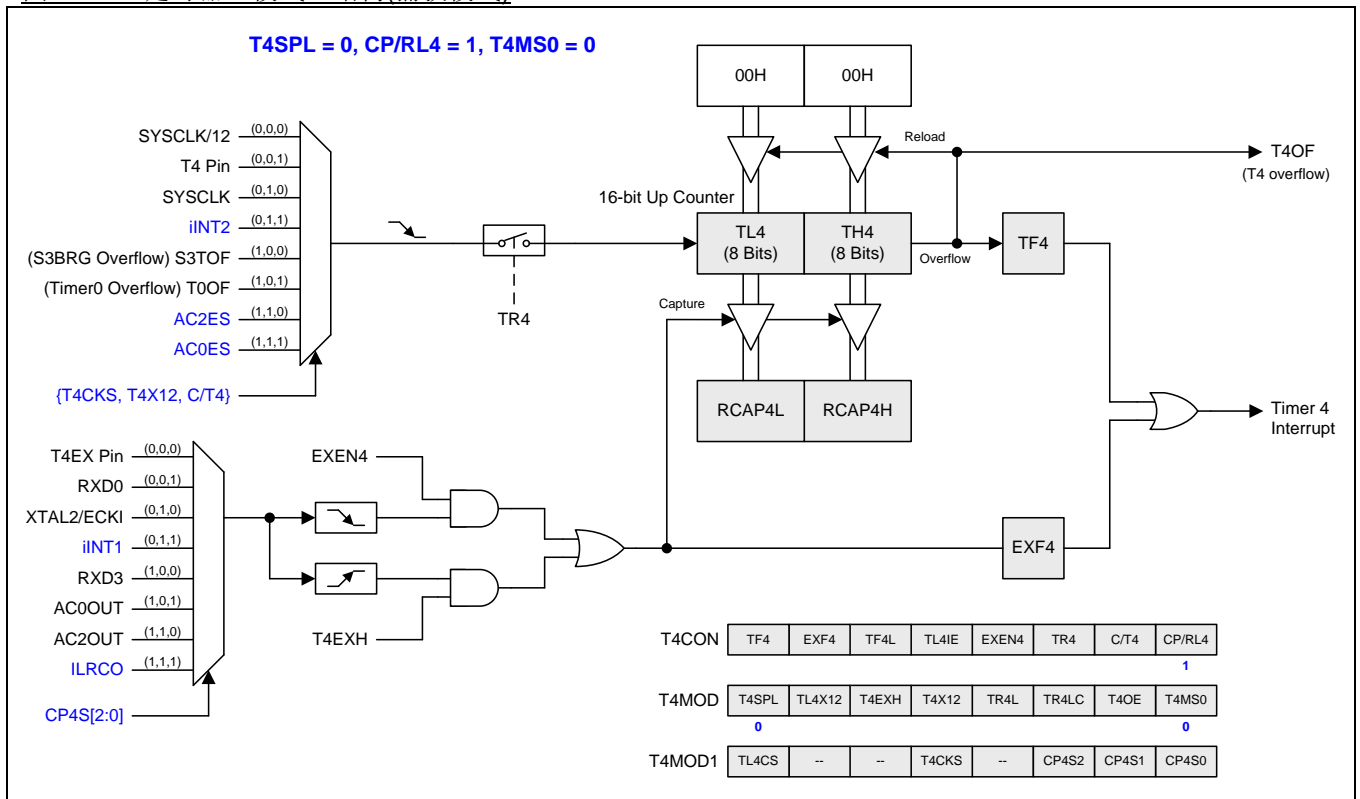 T4SPL = 0, CP/RL4 = 1, T4MS0 = 0
00H
00H
SYSCLK/12 (0,0,0)
T4 Pin (0,0,1)
SYSCLK (0,1,0)
iINT2 (0,1,1)
(S3BRG Overflow) S3TOF (1,0,0)
(Timer0 Overflow) T0OF (1,0,1)
AC2ES (1,1,0)
AC0ES (1,1,1)
{T4CKS, T4X12, C/T4}
TR4
Reload
T4OF
(T4 overflow)
16-bit Up Counter
TL4
(8 Bits)
TH4
(8 Bits)
Overflow
TF4
Capture
RCAP4L
RCAP4H
Timer 4
Interrupt
T4EX Pin (0,0,0)
RXD0 (0,0,1)
XTAL2/ECKI (0,1,0)
iINT1 (0,1,1)
RXD3 (1,0,0)
AC0OUT (1,0,1)
AC2OUT (1,1,0)
ILRCO (1,1,1)
CP4S[2:0]
EXEN4
T4EXH
EXF4
T4CON TF4 EXF4 TF4L TL4IE EXEN4 TR4 C/T4 CP/RL4
1
T4MOD T4SPL TL4X12 T4EXH T4X12 TR4L TR4LC T4OE T4MS0
0 0
T4MOD1 TL4CS -- -- T4CKS -- CP4S2 CP4S1 CP4S0